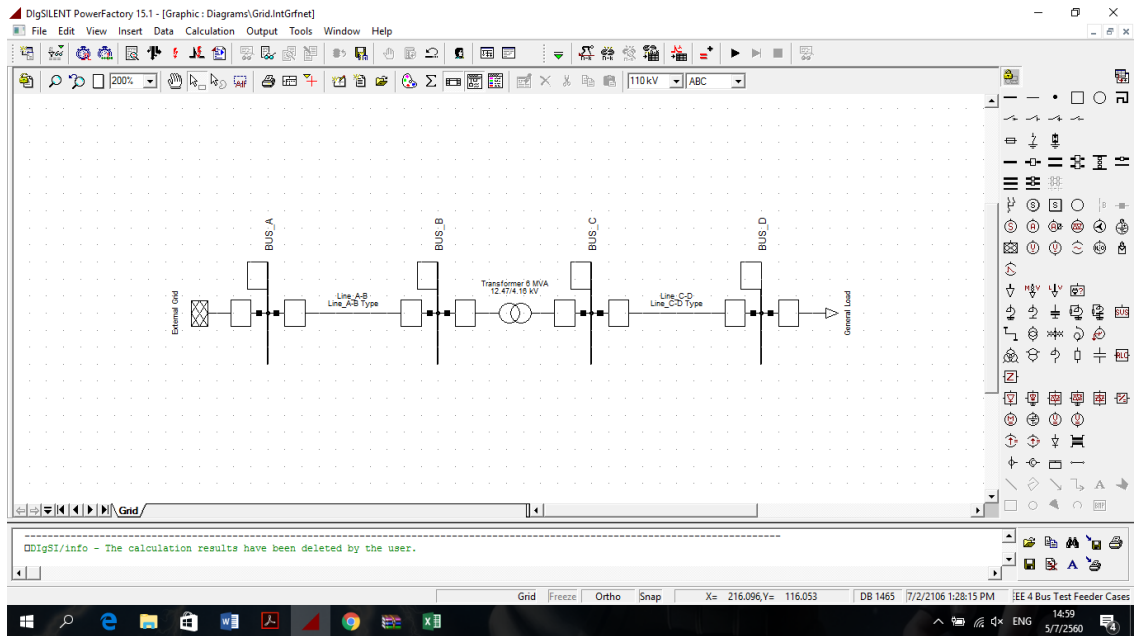 DIgSILENT PowerFactory 15.1 - [Graphic : Diagrams\Grid.IntGrfnet]
File Edit View Insert Data Calculation Output Tools Window Help
200% 110 kV ABC
BUS_A
BUS_B
BUS_C
BUS_D
External Grid
Line_A-B
Line_A-B Type
Transformer 6 MVA
12.47/4.16 kV
Line_C-D
Line_C-D Type
General Load
Grid
DIgSI/info - The calculation results have been deleted by the user.
Grid Freeze Ortho Snap X= 216.096,Y= 116.053 DB 1465 7/2/2106 1:28:15 PM EEE 4 Bus Test Feeder Cases
ENG
14:59
5/7/2560